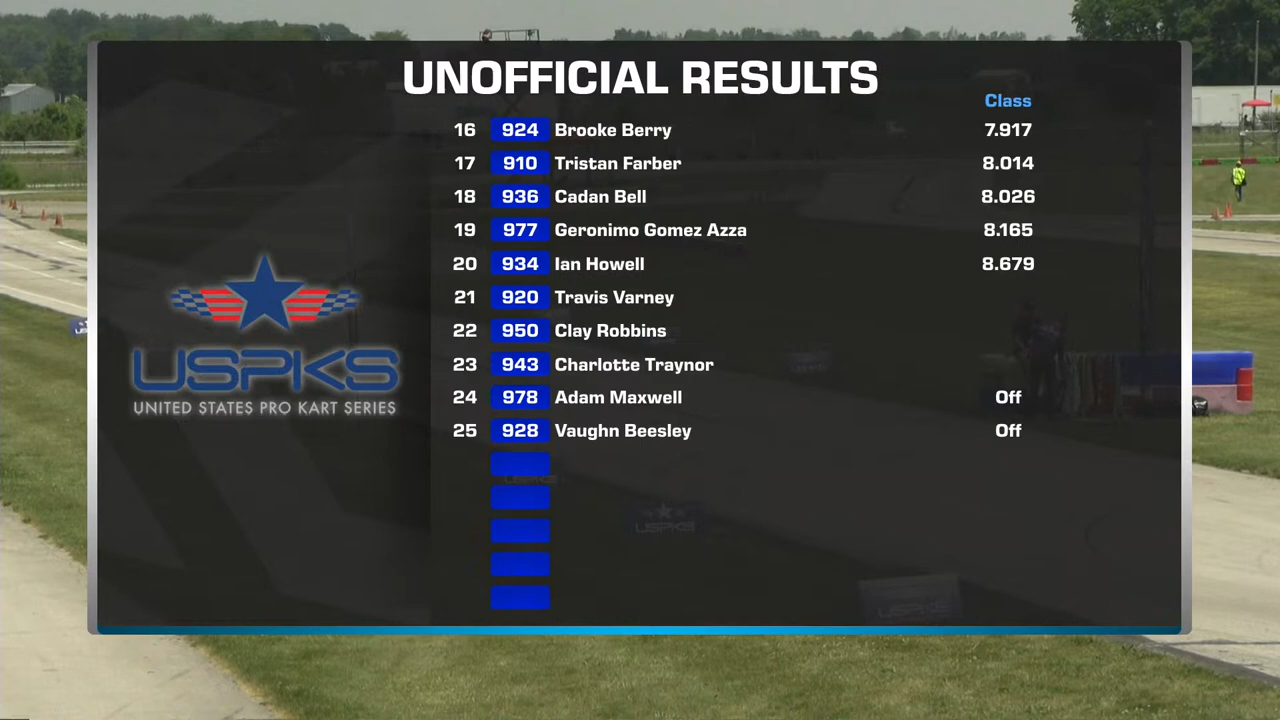 UNOFFICIAL RESULTS
Class
16 924 Brooke Berry 7.917
17 910 Tristan Farber 8.014
18 936 Cadan Bell 8.026
19 977 Geronimo Gomez Azza 8.165
20 934 Ian Howell 8.679
21 920 Travis Varney
22 950 Clay Robbins
23 943 Charlotte Traynor
24 978 Adam Maxwell Off
25 928 Vaughn Beesley Off
USPKS
UNITED STATES PRO KART SERIES
USPKS
USPKS
USPKS